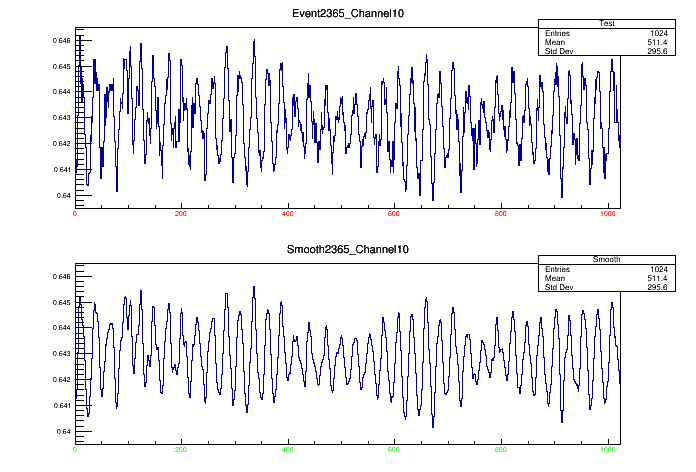 Event2365_Channel10
Test
Entries 1024
Mean 511.4
Std Dev 295.6
0.646
0.645
0.644
0.643
0.642
0.641
0.64
0 200 400 600 800 1000
Smooth2365_Channel10
Smooth
Entries 1024
Mean 511.4
Std Dev 295.6
0.646
0.645
0.644
0.643
0.642
0.641
0.64
0 200 400 600 800 1000